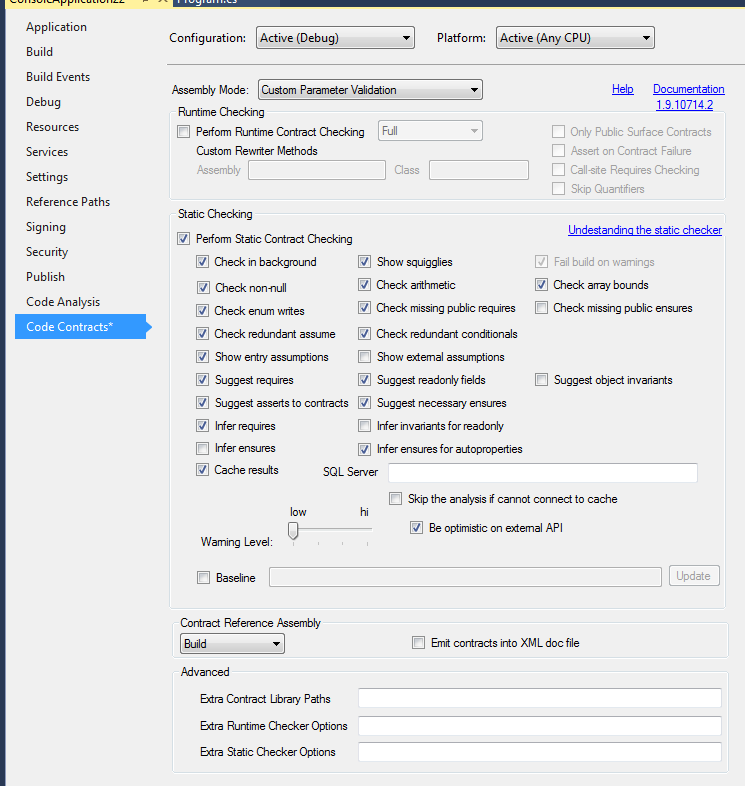 ConsoleApplication22
Program.cs
Application
Build
Build Events
Debug
Resources
Services
Settings
Reference Paths
Signing
Security
Publish
Code Analysis
Code Contracts*
Configuration: Active (Debug) Platform: Active (Any CPU)
Assembly Mode: Custom Parameter Validation Help Documentation
1.9.10714.2
Runtime Checking
Perform Runtime Contract Checking Full Only Public Surface Contracts
Custom Rewriter Methods Assert on Contract Failure
Assembly Class Call-site Requires Checking
Skip Quantifiers
Static Checking
Undestanding the static checker
Perform Static Contract Checking
Check in background Show squigglies Fail build on warnings
Check non-null Check arithmetic Check array bounds
Check enum writes Check missing public requires Check missing public ensures
Check redundant assume Check redundant conditionals
Show entry assumptions Show external assumptions
Suggest requires Suggest readonly fields Suggest object invariants
Suggest asserts to contracts Suggest necessary ensures
Infer requires Infer invariants for readonly
Infer ensures Infer ensures for autoproperties
Cache results SQL Server
Skip the analysis if cannot connect to cache
low hi
Be optimistic on external API
Warning Level:
Baseline Update
Contract Reference Assembly
Build Emit contracts into XML doc file
Advanced
Extra Contract Library Paths
Extra Runtime Checker Options
Extra Static Checker Options